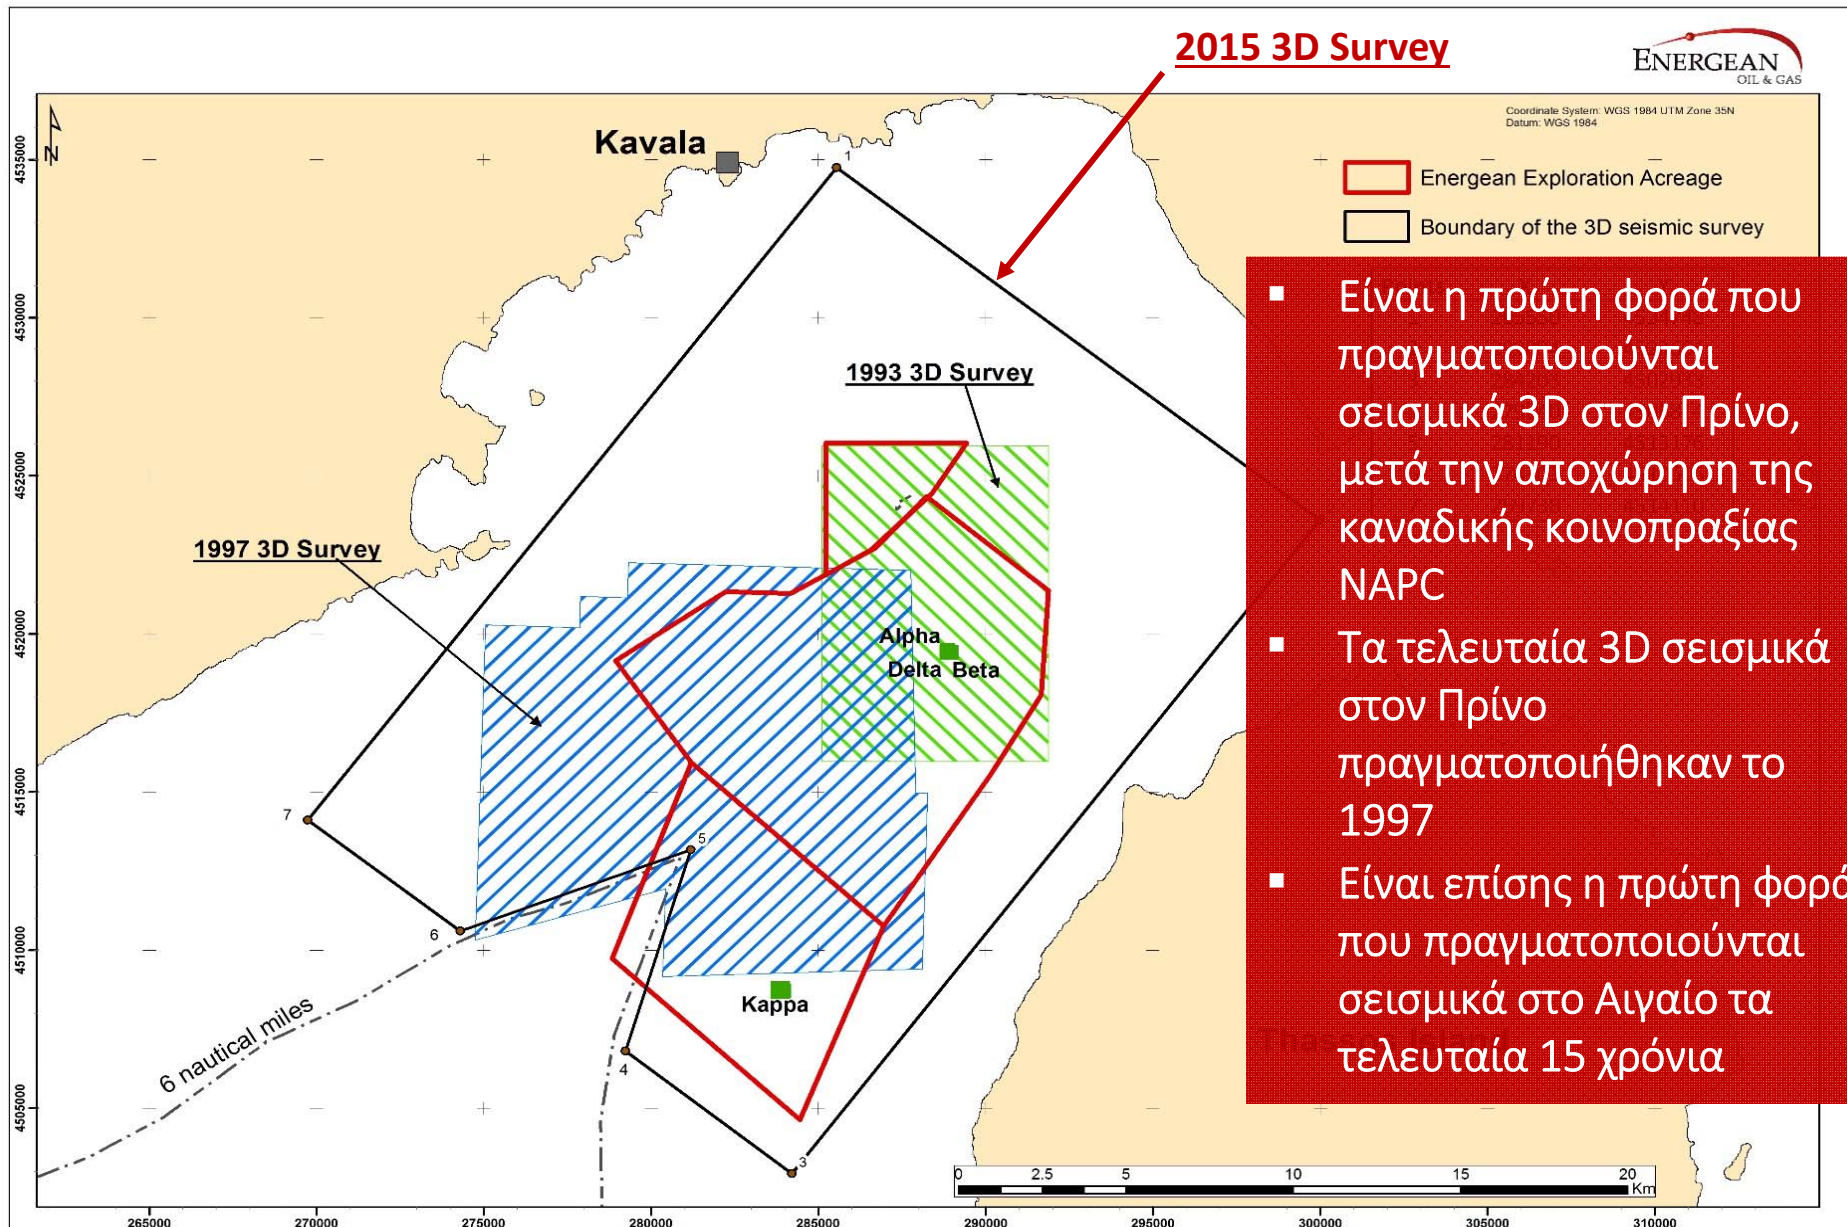 2015 3D Survey
ENERGEAN
OIL & GAS
Coordinate System: WGS 1984 UTM Zone 35N
Datum: WGS 1984
N
Kavala
1
Energean Exploration Acreage
Boundary of the 3D seismic survey
1993 3D Survey
1997 3D Survey
Alpha
Delta Beta
Kappa
7
6
5
4
3
6 nautical miles
▪ Είναι η πρώτη φορά που
πραγματοποιούνται
σεισμικά 3D στον Πρίνο,
μετά την αποχώρηση της
καναδικής κοινοπραξίας
NAPC
▪ Τα τελευταία 3D σεισμικά
στον Πρίνο
πραγματοποιήθηκαν το
1997
▪ Είναι επίσης η πρώτη φορά
που πραγματοποιούνται
σεισμικά στο Αιγαίο τα
τελευταία 15 χρόνια
4535000
4530000
4525000
4520000
4515000
4510000
4505000
0 2.5 5 10 15 20
Km
265000 270000 275000 280000 285000 290000 295000 300000 305000 310000